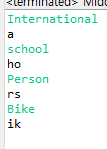 <terminated> Midd
International
a
school
ho
Person
rs
Bike
ik